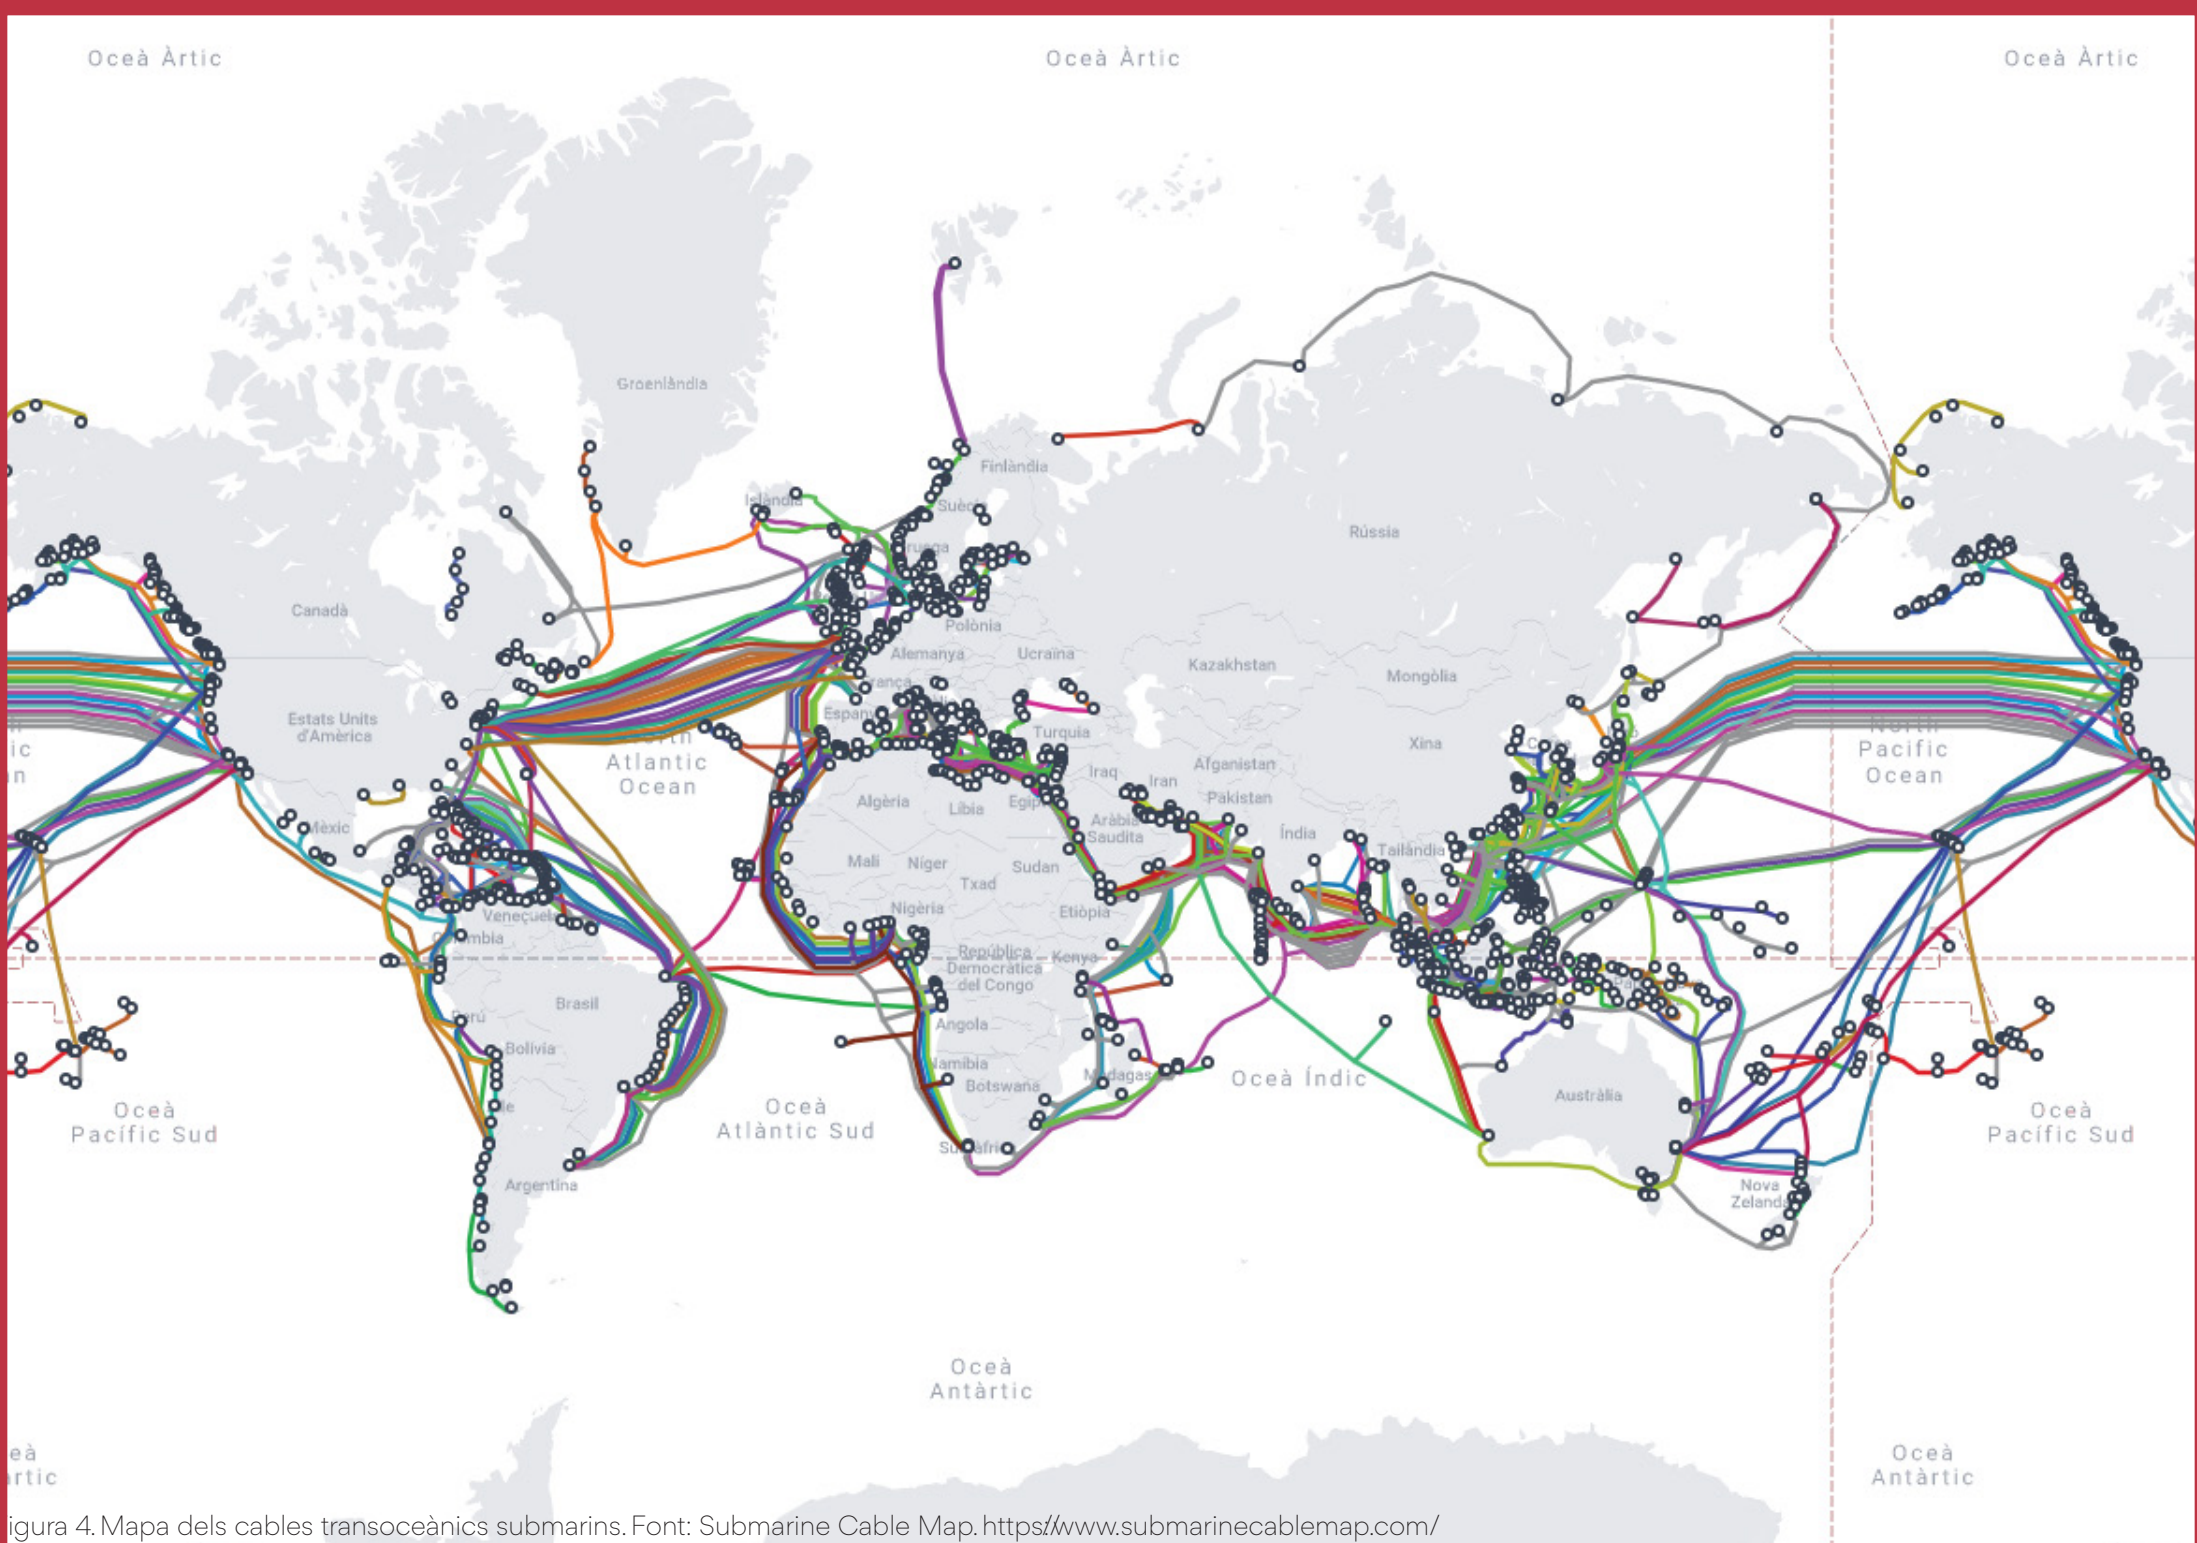 Oceà Àrtic
Oceà Àrtic
Oceà Àrtic
Groenlàndia
Finlàndia
Islàndia
Suècia
Rússia
Canadà
Polònia
Alemanya
Ucraïna
Kazakhstan
Mongòlia
Estats Units
d'Amèrica
Turquia
Xina
Atlantic
Ocean
North
Pacific
Ocean
Iraq
Iran
Afganistan
Pakistan
Algèria
Líbia
Aràbia
Saudita
Índia
Mèxic
Mali
Níger
Sudan
Txad
Tailàndia
Nigèria
Etiòpia
República
Democràtica
del Congo
Kenya
Brasil
Angola
Bolívia
Namíbia
Botswana
Oceà Índic
Austràlia
Oceà
Pacífic Sud
Oceà
Atlàntic Sud
Oceà
Pacífic Sud
Argentina
Nova
Oceà
Antàrtic
Oceà
Antàrtic
igura 4. Mapa dels cables transoceànics submarins. Font: Submarine Cable Map. https://www.submarinecablemap.com/